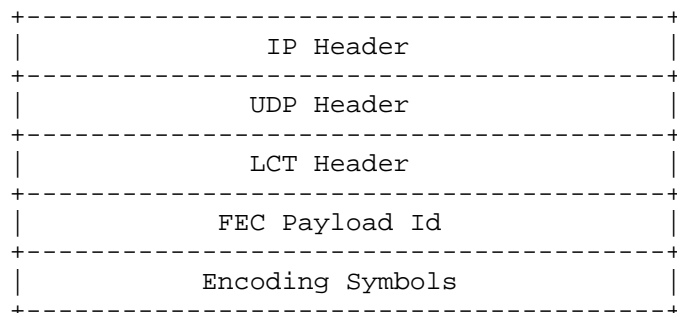 IP Header
UDP Header
LCT Header
FEC Payload Id
Encoding Symbols